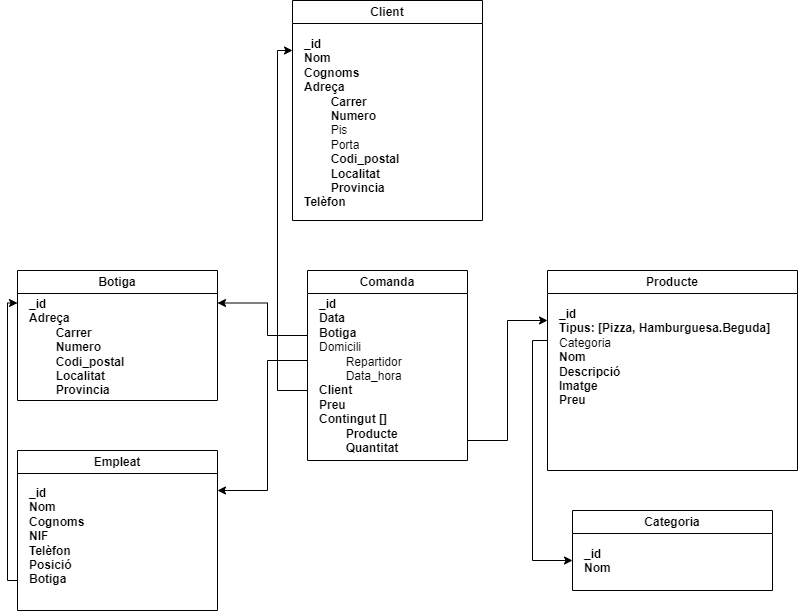 Client
_id
Nom
Cognoms
Adreça
Carrer
Numero
Pis
Porta
Codi_postal
Localitat
Provincia
Telèfon
Botiga
_id
Adreça
Carrer
Numero
Codi_postal
Localitat
Provincia
Comanda
_id
Data
Botiga
Domicili
Repartidor
Data_hora
Client
Preu
Contingut []
Producte
Quantitat
Producte
_id
Tipus: [Pizza, Hamburguesa.Beguda]
Categoria
Nom
Descripció
Imatge
Preu
Empleat
_id
Nom
Cognoms
NIF
Telèfon
Posició
Botiga
Categoria
_id
Nom